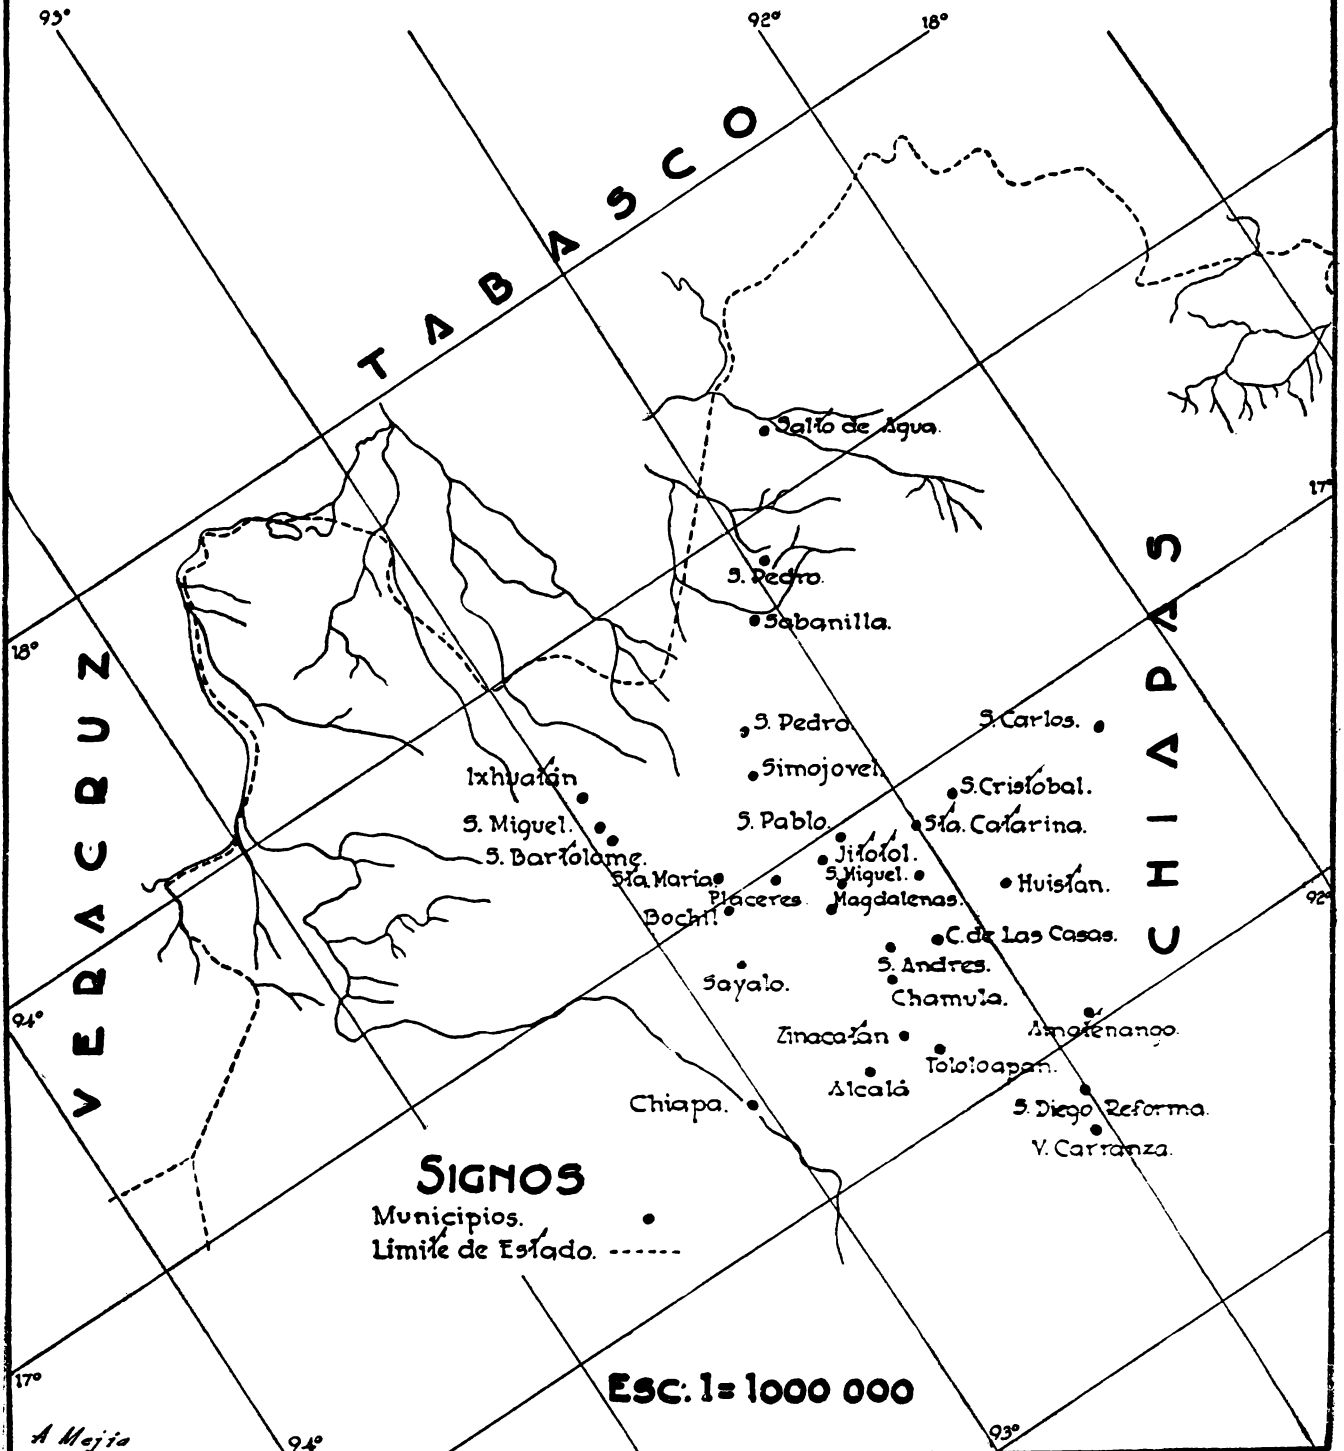 93°
92°
18°
TABASCO
Salto de Agua.
17°
S. Pedro.
Sabanilla.
18°
VERACRUZ
CHIAPAS
S. Pedro.
S. Carlos.
Simojovel.
Ixhuatán
S. Cristobal.
S. Miguel.
S. Pablo.
Sta. Catarina.
S. Bartolome.
Jitotol.
Sta Maria.
S. Miguel.
Huistan.
Placeres.
Magdalenas.
92°
Bochil.
C. de Las Casas.
S. Andres.
Sayalo.
Chamula.
94°
Zinacatán
Amatenango.
Tololoapan.
Alcalá
Chiapa.
S. Diego Reforma.
V. Carranza.
SIGNOS
Municipios.
Límite de Estado.
17°
ESC: 1=1000 000
A Mejia
94°
93°